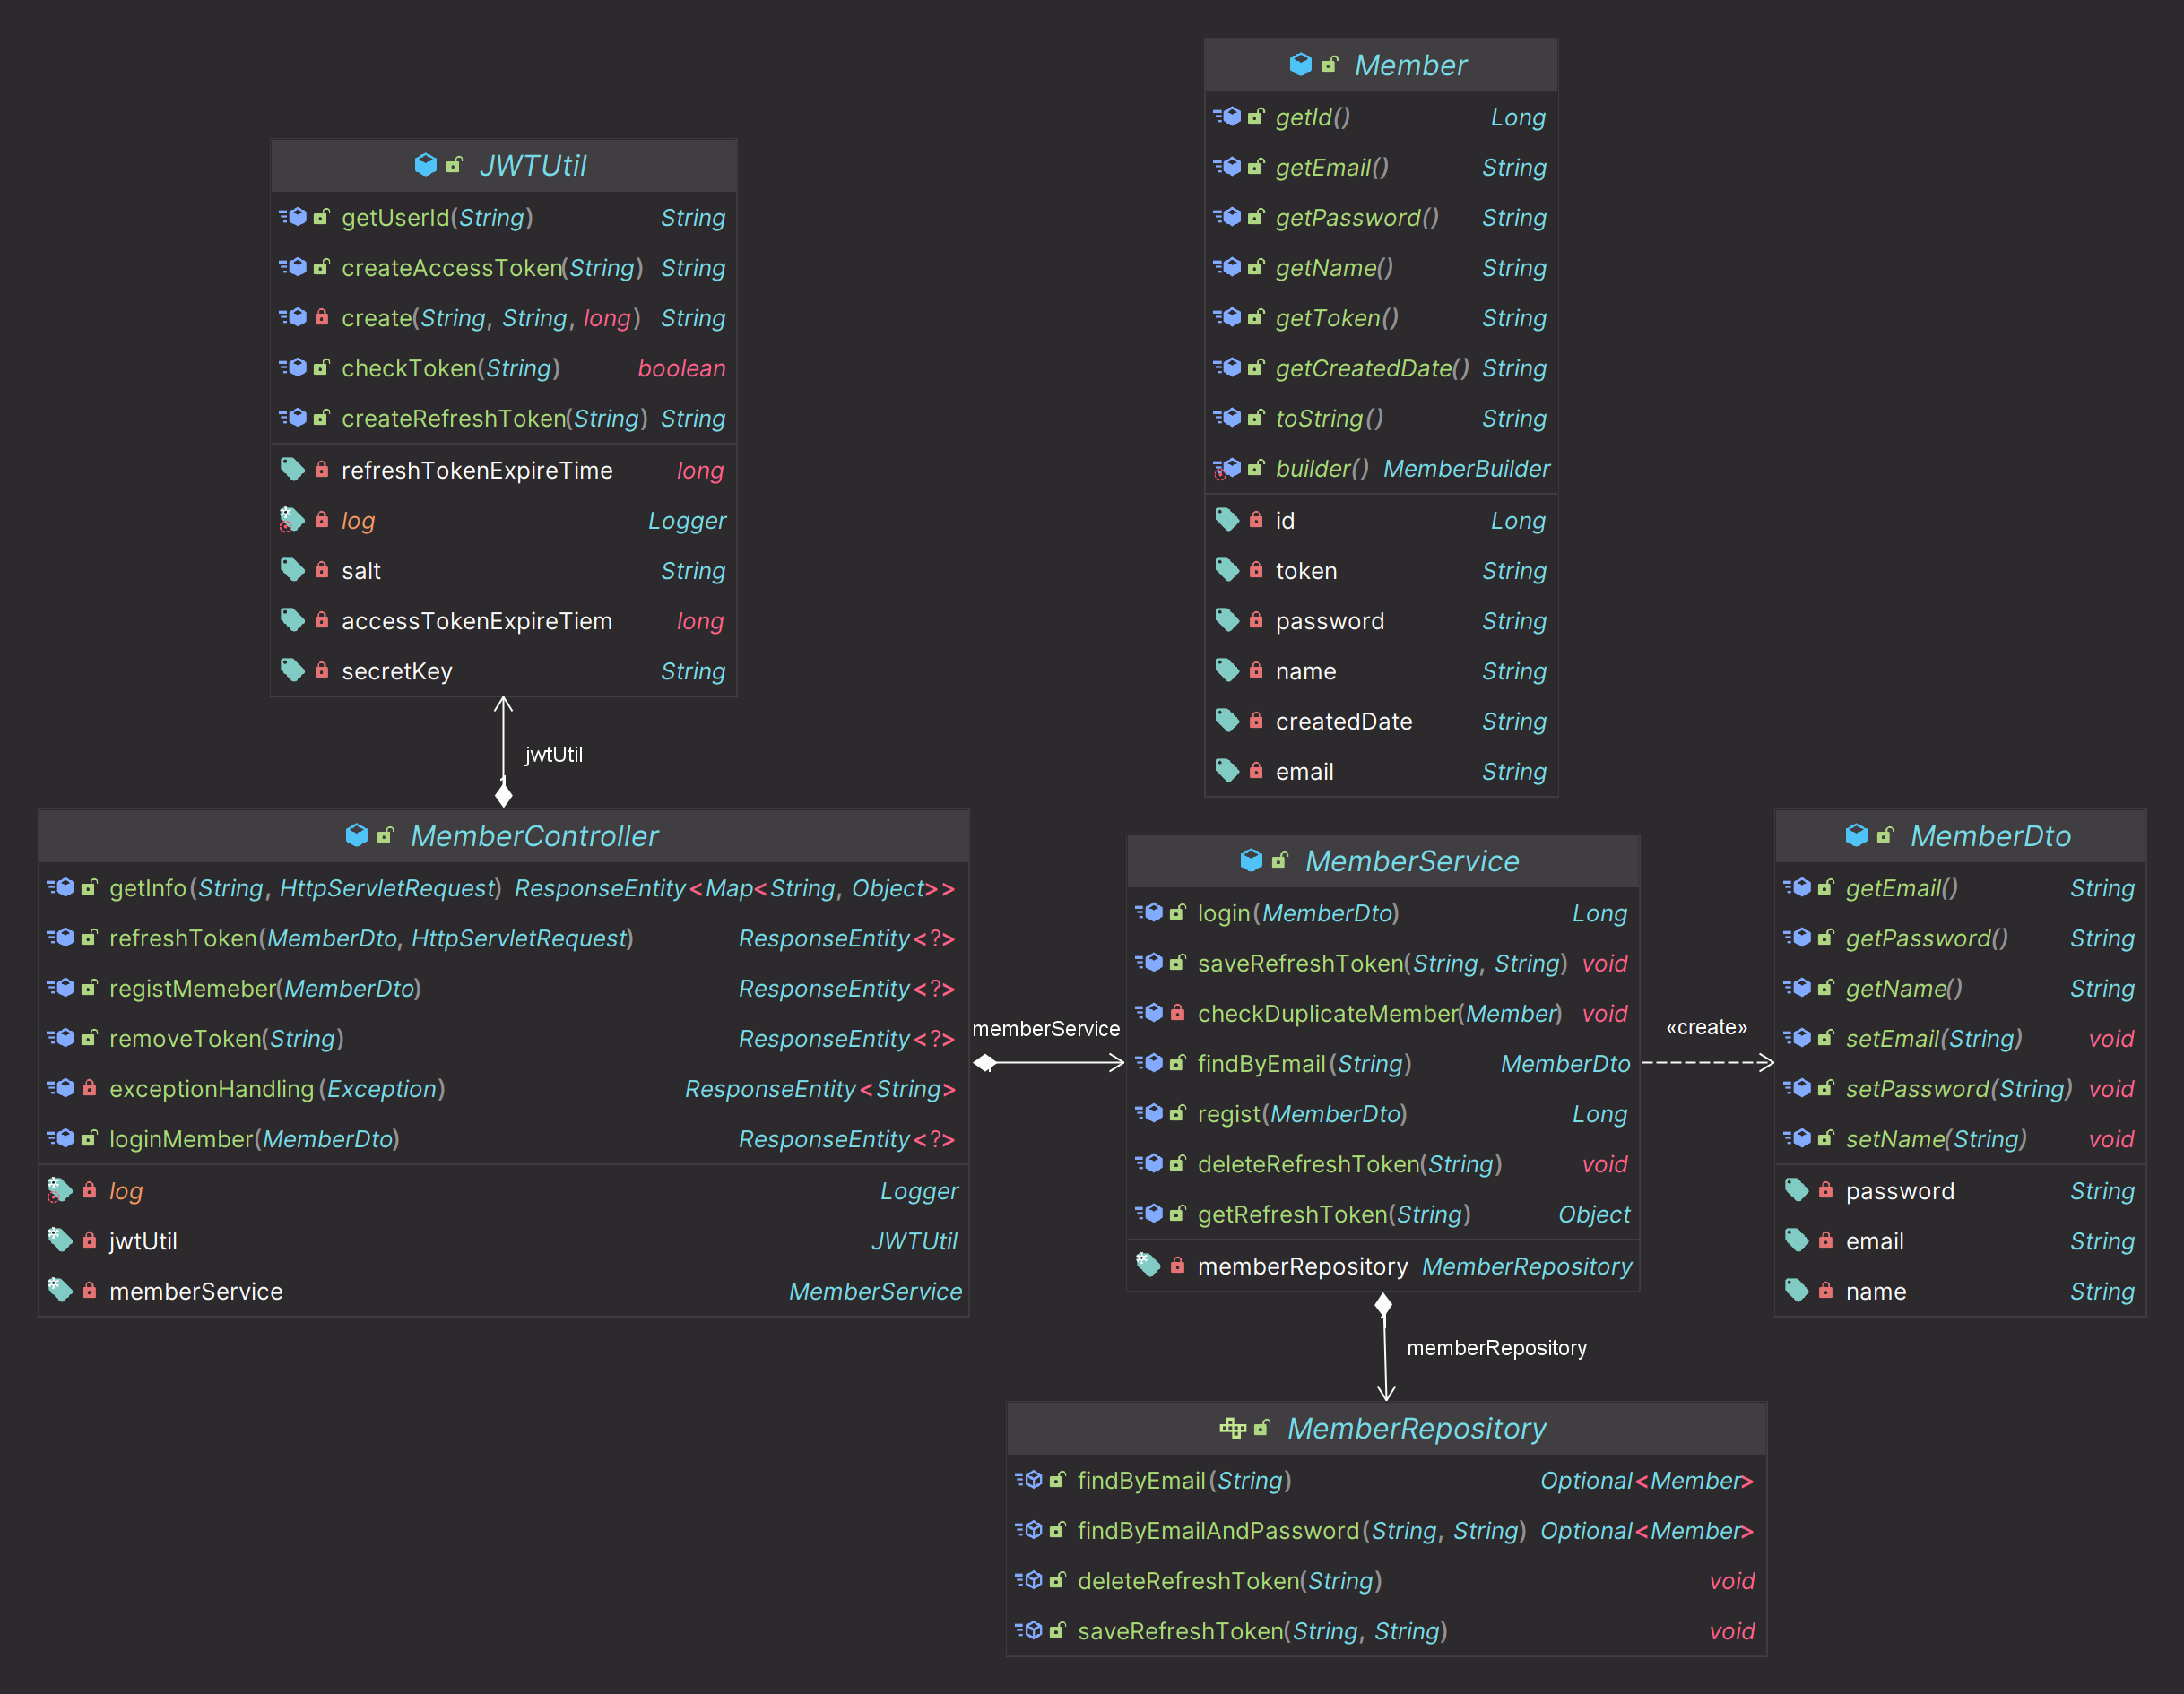 Member
getId() Long
getEmail() String
getPassword() String
getName() String
getToken() String
getCreatedDate() String
toString() String
builder() MemberBuilder
id Long
token String
password String
name String
createdDate String
email String
JWTUtil
getUserId(String) String
createAccessToken(String) String
create(String, String, long) String
checkToken(String) boolean
createRefreshToken(String) String
refreshTokenExpireTime long
log Logger
salt String
accessTokenExpireTiem long
secretKey String
jwtUtil
1
MemberController
getInfo(String, HttpServletRequest) ResponseEntity<Map<String, Object>>
refreshToken(MemberDto, HttpServletRequest) ResponseEntity<?>
registMemeber(MemberDto) ResponseEntity<?>
removeToken(String) ResponseEntity<?>
exceptionHandling(Exception) ResponseEntity<String>
loginMember(MemberDto) ResponseEntity<?>
log Logger
jwtUtil JWTUtil
memberService MemberService
memberService
1
MemberService
login(MemberDto) Long
saveRefreshToken(String, String) void
checkDuplicateMember(Member) void
findByEmail(String) MemberDto
regist(MemberDto) Long
deleteRefreshToken(String) void
getRefreshToken(String) Object
memberRepository MemberRepository
«create»
MemberDto
getEmail() String
getPassword() String
getName() String
setEmail(String) void
setPassword(String) void
setName(String) void
password String
email String
name String
1
memberRepository
MemberRepository
findByEmail(String) Optional<Member>
findByEmailAndPassword(String, String) Optional<Member>
deleteRefreshToken(String) void
saveRefreshToken(String, String) void